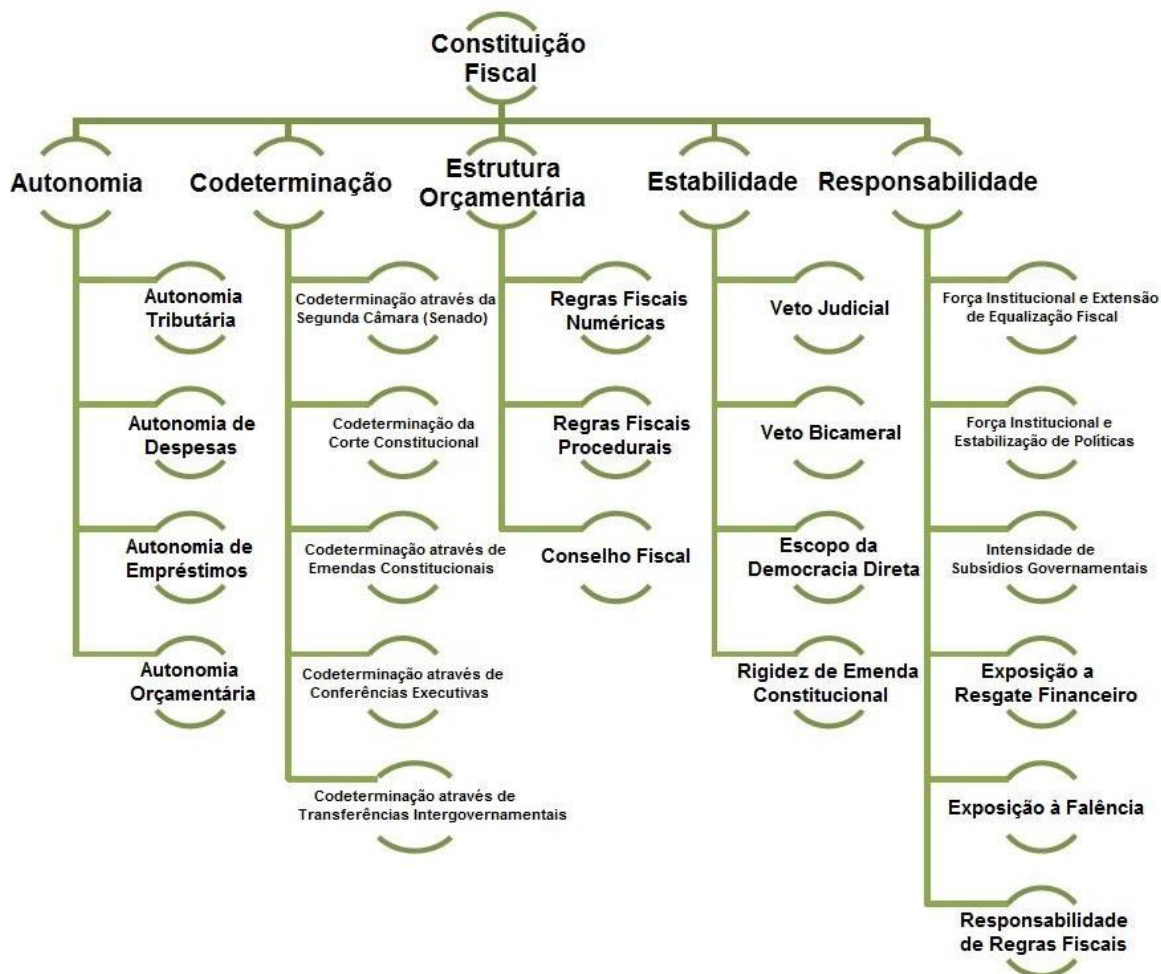 Constituição
Fiscal
Autonomia
Codeterminação
Estrutura
Orçamentária
Estabilidade
Responsabilidade
Autonomia
Tributária
Autonomia de
Despesas
Autonomia de
Empréstimos
Autonomia
Orçamentária
Codeterminação através da
Segunda Câmara (Senado)
Codeterminação da
Corte Constitucional
Codeterminação através de
Emendas Constitucionais
Codeterminação através de
Conferências Executivas
Codeterminação através de
Transferências Intergovernamentais
Regras Fiscais
Numéricas
Regras Fiscais
Procedurais
Conselho Fiscal
Veto Judicial
Veto Bicameral
Escopo da
Democracia Direta
Rigidez de Emenda
Constitucional
Força Institucional e Extensão
de Equalização Fiscal
Força Institucional e
Estabilização de Políticas
Intensidade de
Subsídios Governamentais
Exposição a
Resgate Financeiro
Exposição à Falência
Responsabilidade
de Regras Fiscais